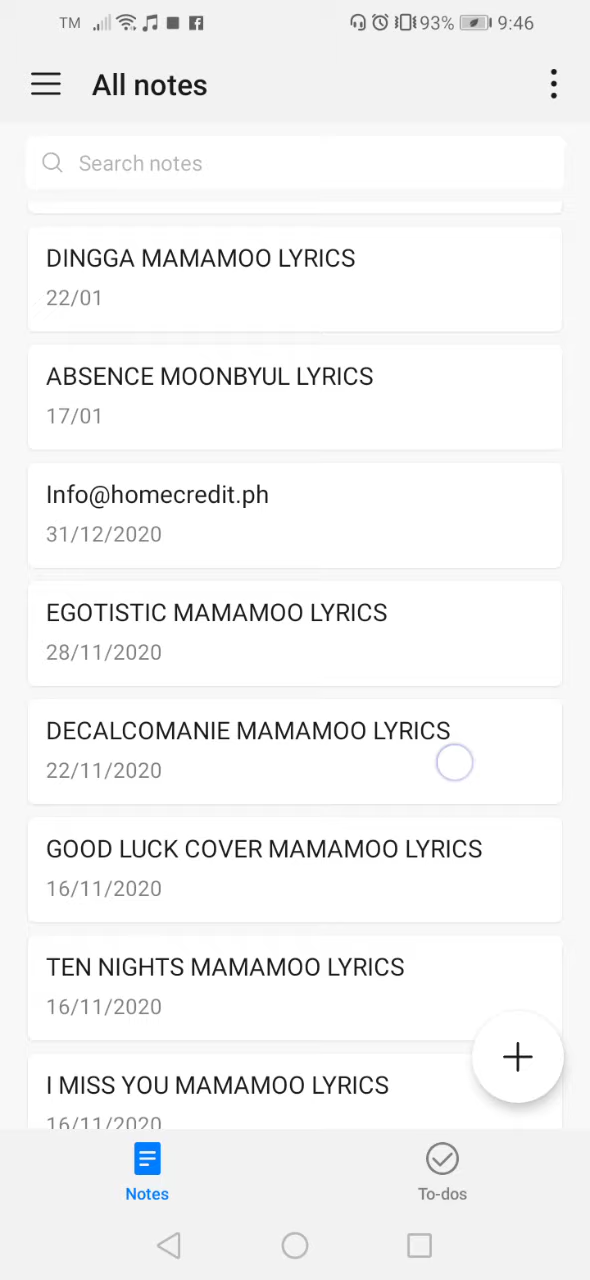 TM 93% 9:46
All notes
Search notes
DINGGA MAMAMOO LYRICS
22/01
ABSENCE MOONBYUL LYRICS
17/01
Info@homecredit.ph
31/12/2020
EGOTISTIC MAMAMOO LYRICS
28/11/2020
DECALCOMANIE MAMAMOO LYRICS
22/11/2020
GOOD LUCK COVER MAMAMOO LYRICS
16/11/2020
TEN NIGHTS MAMAMOO LYRICS
16/11/2020
I MISS YOU MAMAMOO LYRICS
16/11/2020
Notes
To-dos